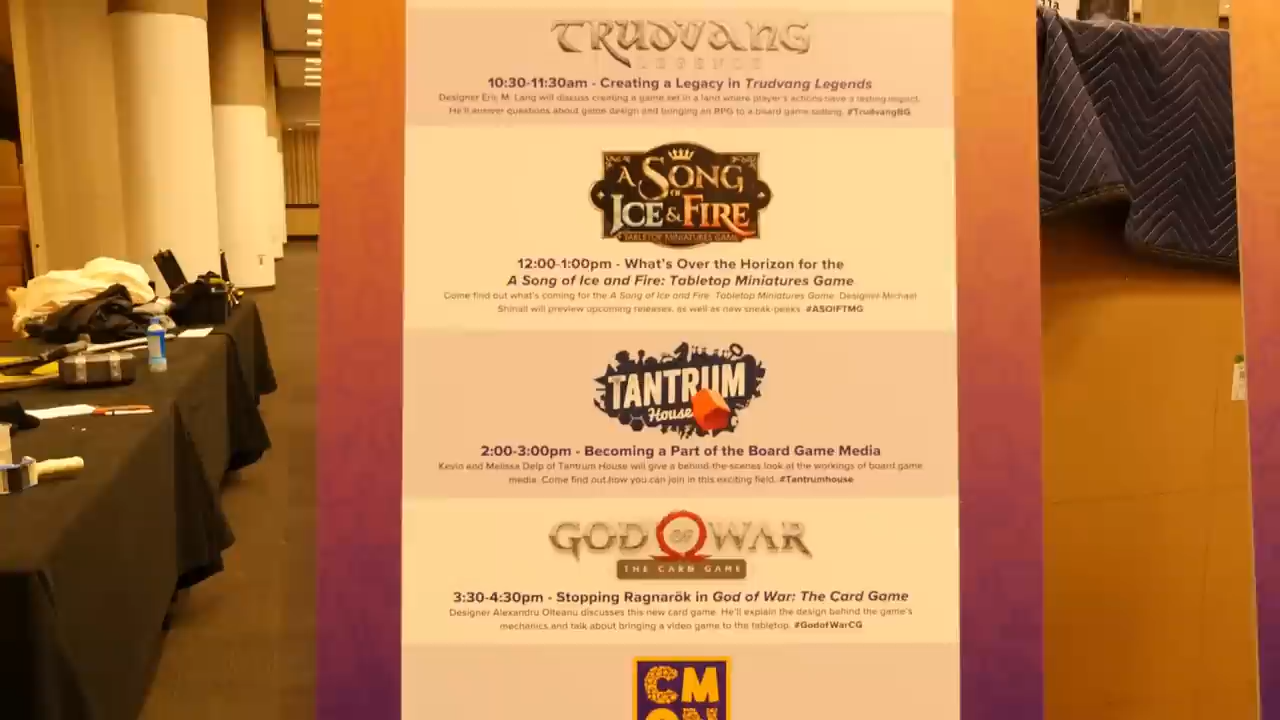 TRUDVANG
LEGENDS
10:30-11:30am - Creating a Legacy in Trudvang Legends
Designer Eric M. Lang will discuss creating a game set in a land where player's actions have a lasting impact.
He'll answer questions about game design and bringing an RPG to a board game setting. #TrudvangBG
A SONG
OF
ICE & FIRE
TABLETOP MINIATURES GAME
12:00-1:00pm - What's Over the Horizon for the
A Song of Ice and Fire: Tabletop Miniatures Game
Come find out what's coming for the A Song of Ice and Fire: Tabletop Miniatures Game. Designer Michael
Shinall will preview upcoming releases, as well as new sneak-peeks. #ASOIFTMG
TANTRUM
House
2:00-3:00pm - Becoming a Part of the Board Game Media
Kevin and Melissa Delp of Tantrum House will give a behind-the-scenes look at the workings of board game
media. Come find out how you can join in this exciting field. #Tantrumhouse
GOD OF WAR
THE CARD GAME
3:30-4:30pm - Stopping Ragnarök in God of War: The Card Game
Designer Alexandru Olteanu discusses this new card game. He'll explain the design behind the game's
mechanics and talk about bringing a video game to the tabletop. #GodofWarCG
CM
ON